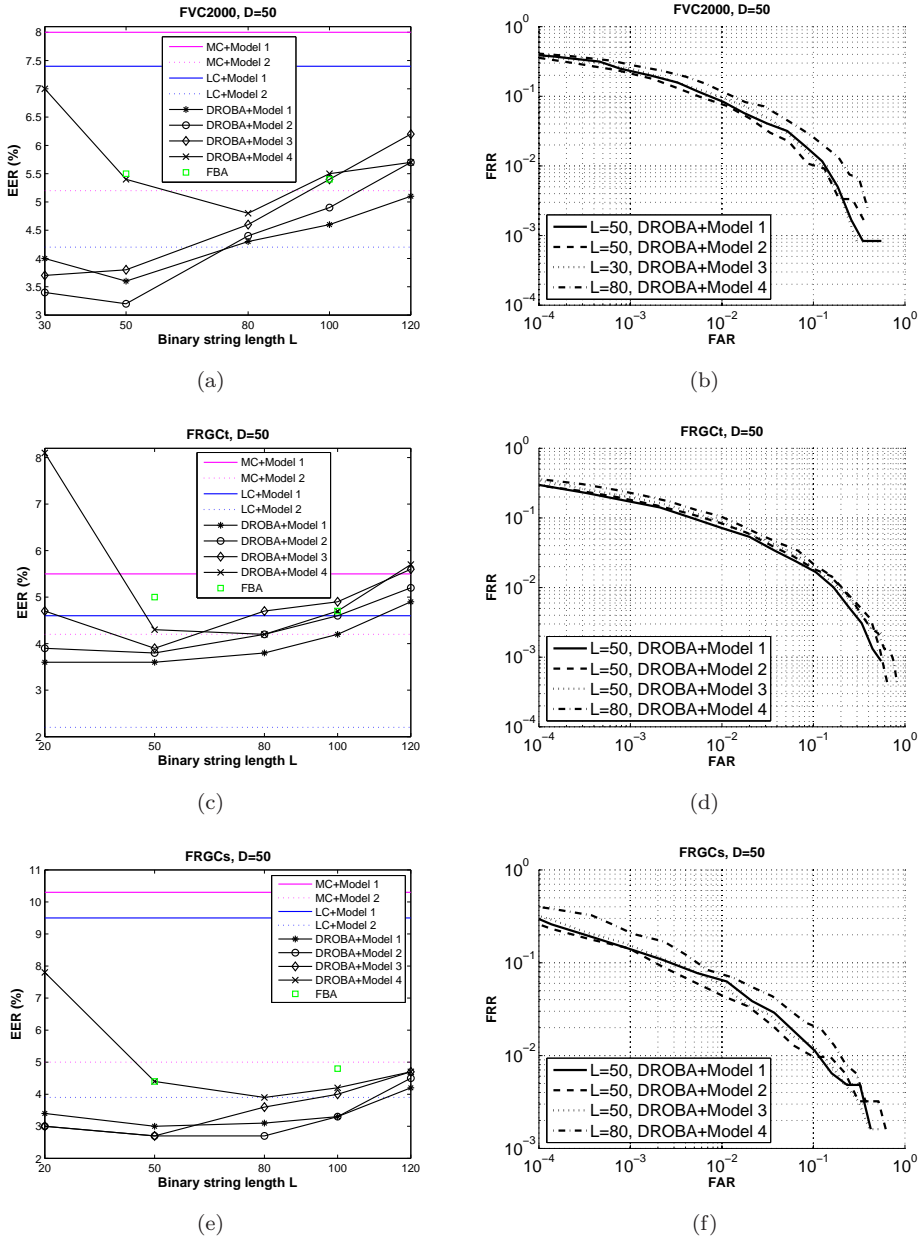 FVC2000, D=50
8
7.5
7
6.5
6
5.5
5
4.5
4
3.5
3
EER (%)
MC+Model 1
MC+Model 2
LC+Model 1
LC+Model 2
DROBA+Model 1
DROBA+Model 2
DROBA+Model 3
DROBA+Model 4
FBA
30 50 80 100 120
Binary string length L
(a)
FVC2000, D=50
10^0
10^-1
10^-2
10^-3
10^-4
FRR
L=50, DROBA+Model 1
L=50, DROBA+Model 2
L=30, DROBA+Model 3
L=80, DROBA+Model 4
10^-4 10^-3 10^-2 10^-1 10^0
FAR
(b)
FRGCt, D=50
8
7
6
5
4
3
2
EER (%)
MC+Model 1
MC+Model 2
LC+Model 1
LC+Model 2
DROBA+Model 1
DROBA+Model 2
DROBA+Model 3
DROBA+Model 4
FBA
20 50 80 100 120
Binary string length L
(c)
FRGCt, D=50
10^0
10^-1
10^-2
10^-3
10^-4
FRR
L=50, DROBA+Model 1
L=50, DROBA+Model 2
L=50, DROBA+Model 3
L=80, DROBA+Model 4
10^-4 10^-3 10^-2 10^-1 10^0
FAR
(d)
FRGCs, D=50
11
10
9
8
7
6
5
4
3
2
EER (%)
MC+Model 1
MC+Model 2
LC+Model 1
LC+Model 2
DROBA+Model 1
DROBA+Model 2
DROBA+Model 3
DROBA+Model 4
FBA
20 50 80 100 120
Binary string length L
(e)
FRGCs, D=50
10^0
10^-1
10^-2
10^-3
FRR
L=50, DROBA+Model 1
L=50, DROBA+Model 2
L=50, DROBA+Model 3
L=80, DROBA+Model 4
10^-4 10^-3 10^-2 10^-1 10^0
FAR
(f)